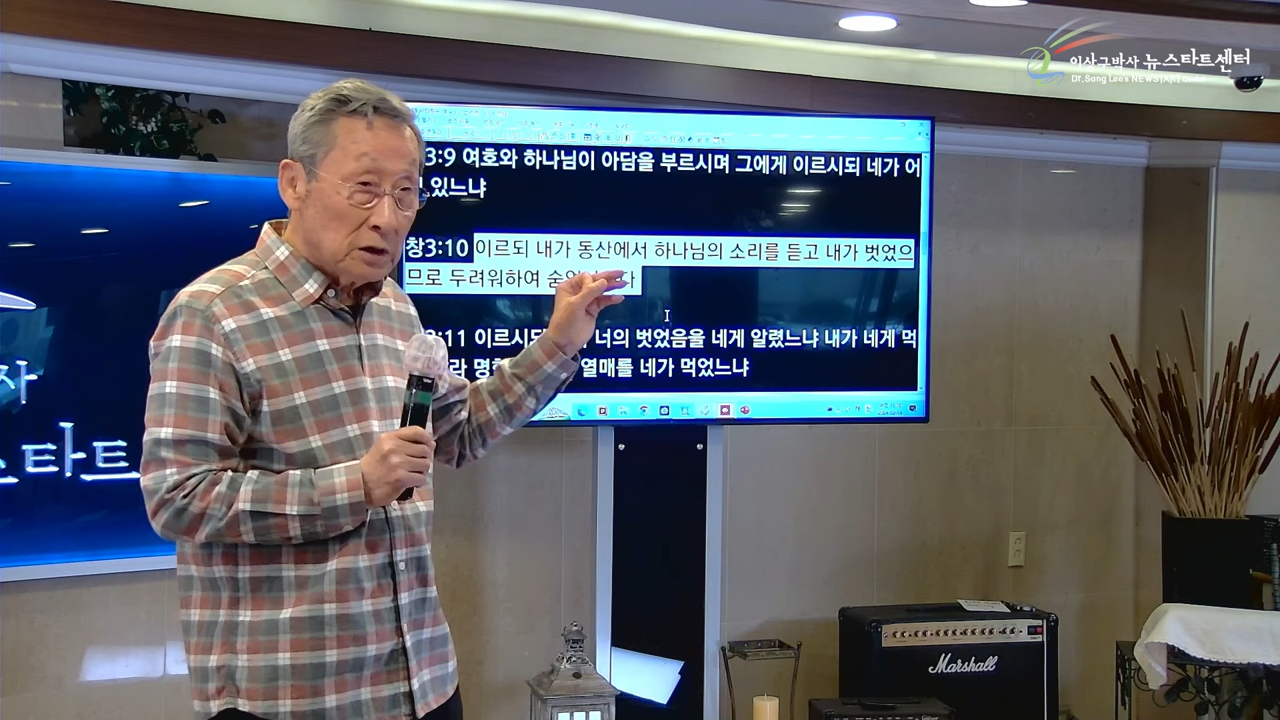 의사구박사 뉴스타트센터
Dr. Sang Lee's NEWSTART Center
3:9 여호와 하나님이 아담을 부르시며 그에게 이르시되 네가 어
있느냐
창3:10 이르되 내가 동산에서 하나님의 소리를 듣고 내가 벗었으
므로 두려워하여
:11 이르시되 너의 벗었음을 네게 알렸느냐 내가 네게 먹
라 열매를 네가 먹었느냐
스타트
Marshall